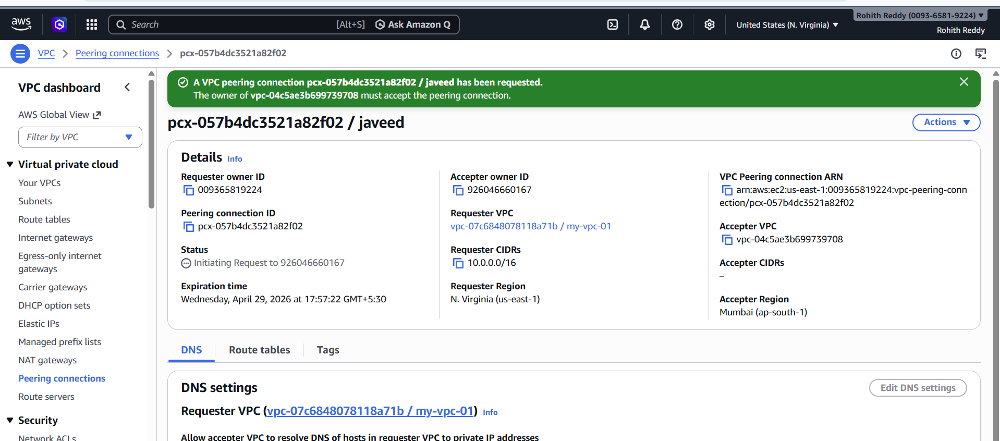 aws
Search
[Alt+S]
Ask Amazon Q
United States (N. Virginia)
Rohith Reddy (0093-6581-9224)
Rohith Reddy
VPC
Peering connections
pcx-057b4dc3521a82f02
VPC dashboard
AWS Global View
Filter by VPC
Virtual private cloud
Your VPCs
Subnets
Route tables
Internet gateways
Egress-only internet
gateways
Carrier gateways
DHCP option sets
Elastic IPs
Managed prefix lists
NAT gateways
Peering connections
Route servers
Security
Network ACLs
A VPC peering connection pcx-057b4dc3521a82f02 / javeed has been requested.
The owner of vpc-04c5ae3b699739708 must accept the peering connection.
pcx-057b4dc3521a82f02 / javeed
Actions
Details Info
Requester owner ID
009365819224
Peering connection ID
pcx-057b4dc3521a82f02
Status
Initiating Request to 926046660167
Expiration time
Wednesday, April 29, 2026 at 17:57:22 GMT+5:30
Accepter owner ID
926046660167
Requester VPC
vpc-07c6848078118a71b / my-vpc-01
Requester CIDRs
10.0.0.0/16
Requester Region
N. Virginia (us-east-1)
VPC Peering connection ARN
arn:aws:ec2:us-east-1:009365819224:vpc-peering-conn
ection/pcx-057b4dc3521a82f02
Accepter VPC
vpc-04c5ae3b699739708
Accepter CIDRs
–
Accepter Region
Mumbai (ap-south-1)
DNS
Route tables
Tags
DNS settings
Edit DNS settings
Requester VPC (vpc-07c6848078118a71b / my-vpc-01) Info
Allow accepter VPC to resolve DNS of hosts in requester VPC to private IP addresses